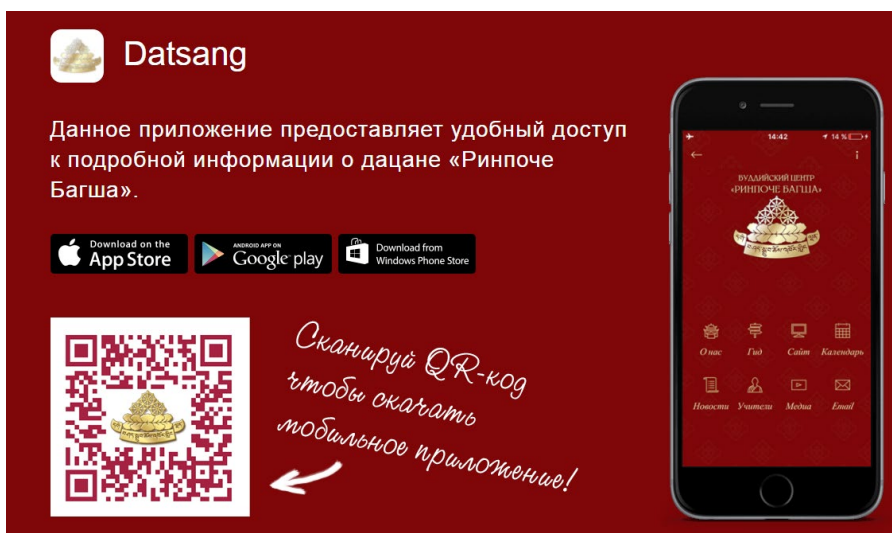 Datsang
Данное приложение предоставляет удобный доступ
к подробной информации о дацане «Ринпоче
Багша».
Download on the
App Store
ANDROID APP ON
Google play
Download from
Windows Phone Store
Сканируй QR-код
чтобы скачать
мобильное приложение!
14:42
14 %
БУДДИЙСКИЙ ЦЕНТР
«РИНПОЧЕ БАГША»
О нас Гид Сайт Календарь
Новости Учители Медиа Email